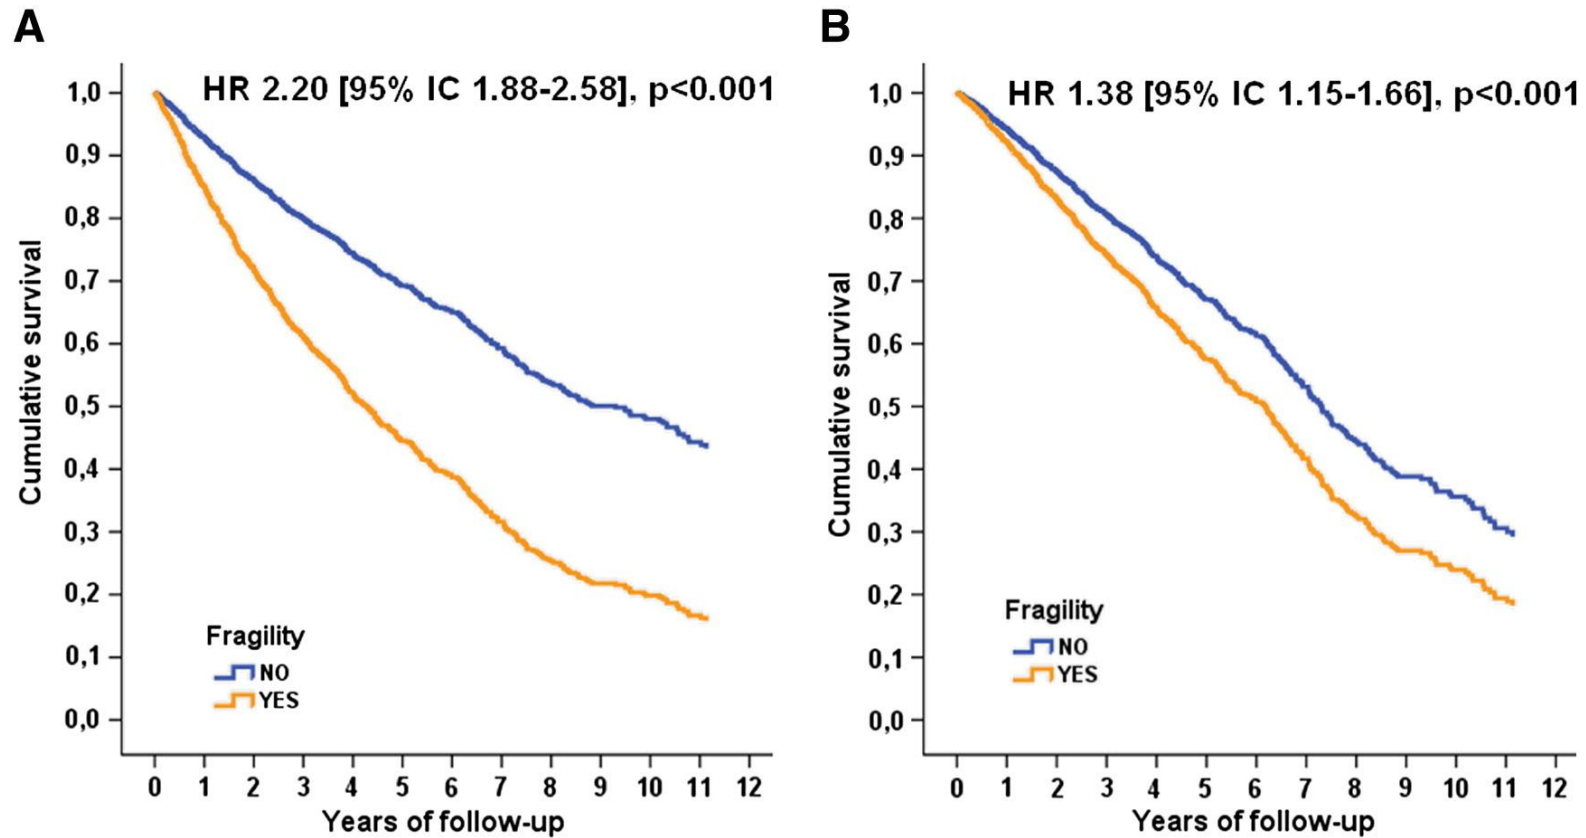 A
HR 2.20 [95% IC 1.88-2.58], p<0.001
1,0
0,9
0,8
0,7
0,6
0,5
0,4
0,3
0,2
0,1
0,0
Cumulative survival
Fragility
NO
YES
0 1 2 3 4 5 6 7 8 9 10 11 12
Years of follow-up
B
HR 1.38 [95% IC 1.15-1.66], p<0.001
1,0
0,9
0,8
0,7
0,6
0,5
0,4
0,3
0,2
0,1
0,0
Cumulative survival
Fragility
NO
YES
0 1 2 3 4 5 6 7 8 9 10 11 12
Years of follow-up